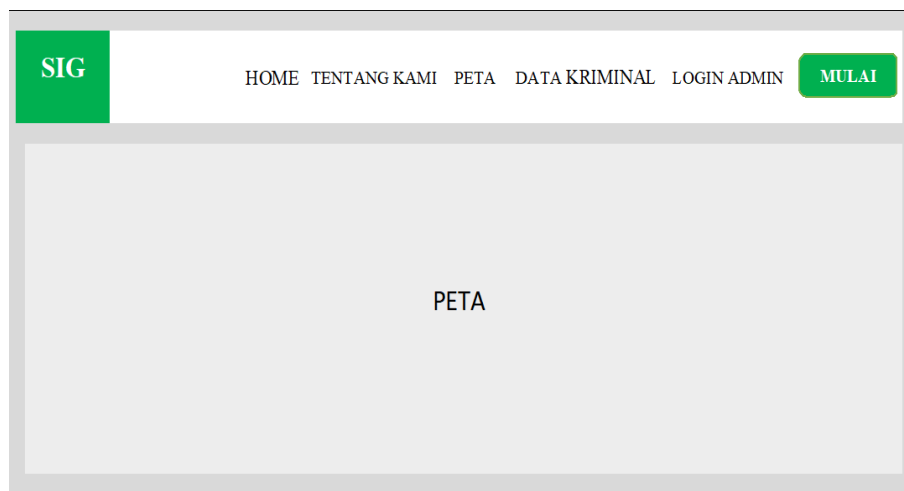 SIG
HOME TENTANG KAMI PETA DATA KRIMINAL LOGIN ADMIN MULAI
PETA